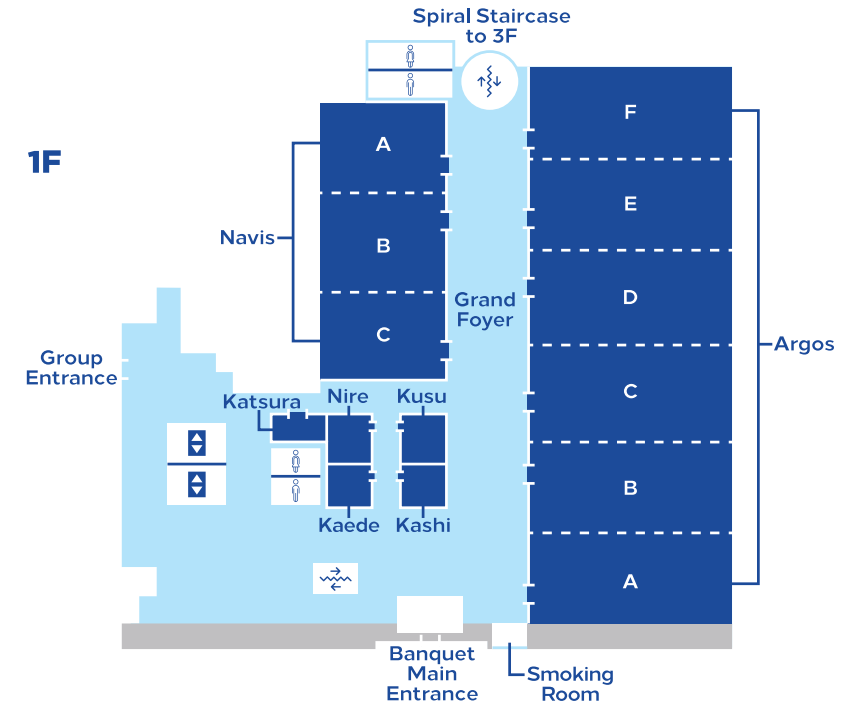 Spiral Staircase
to 3F
1F
A
B
C
Navis
F
E
D
C
B
A
Argos
Grand
Foyer
Group
Entrance
Katsura
Nire
Kusu
Kaede
Kashi
Banquet
Main
Entrance
Smoking
Room